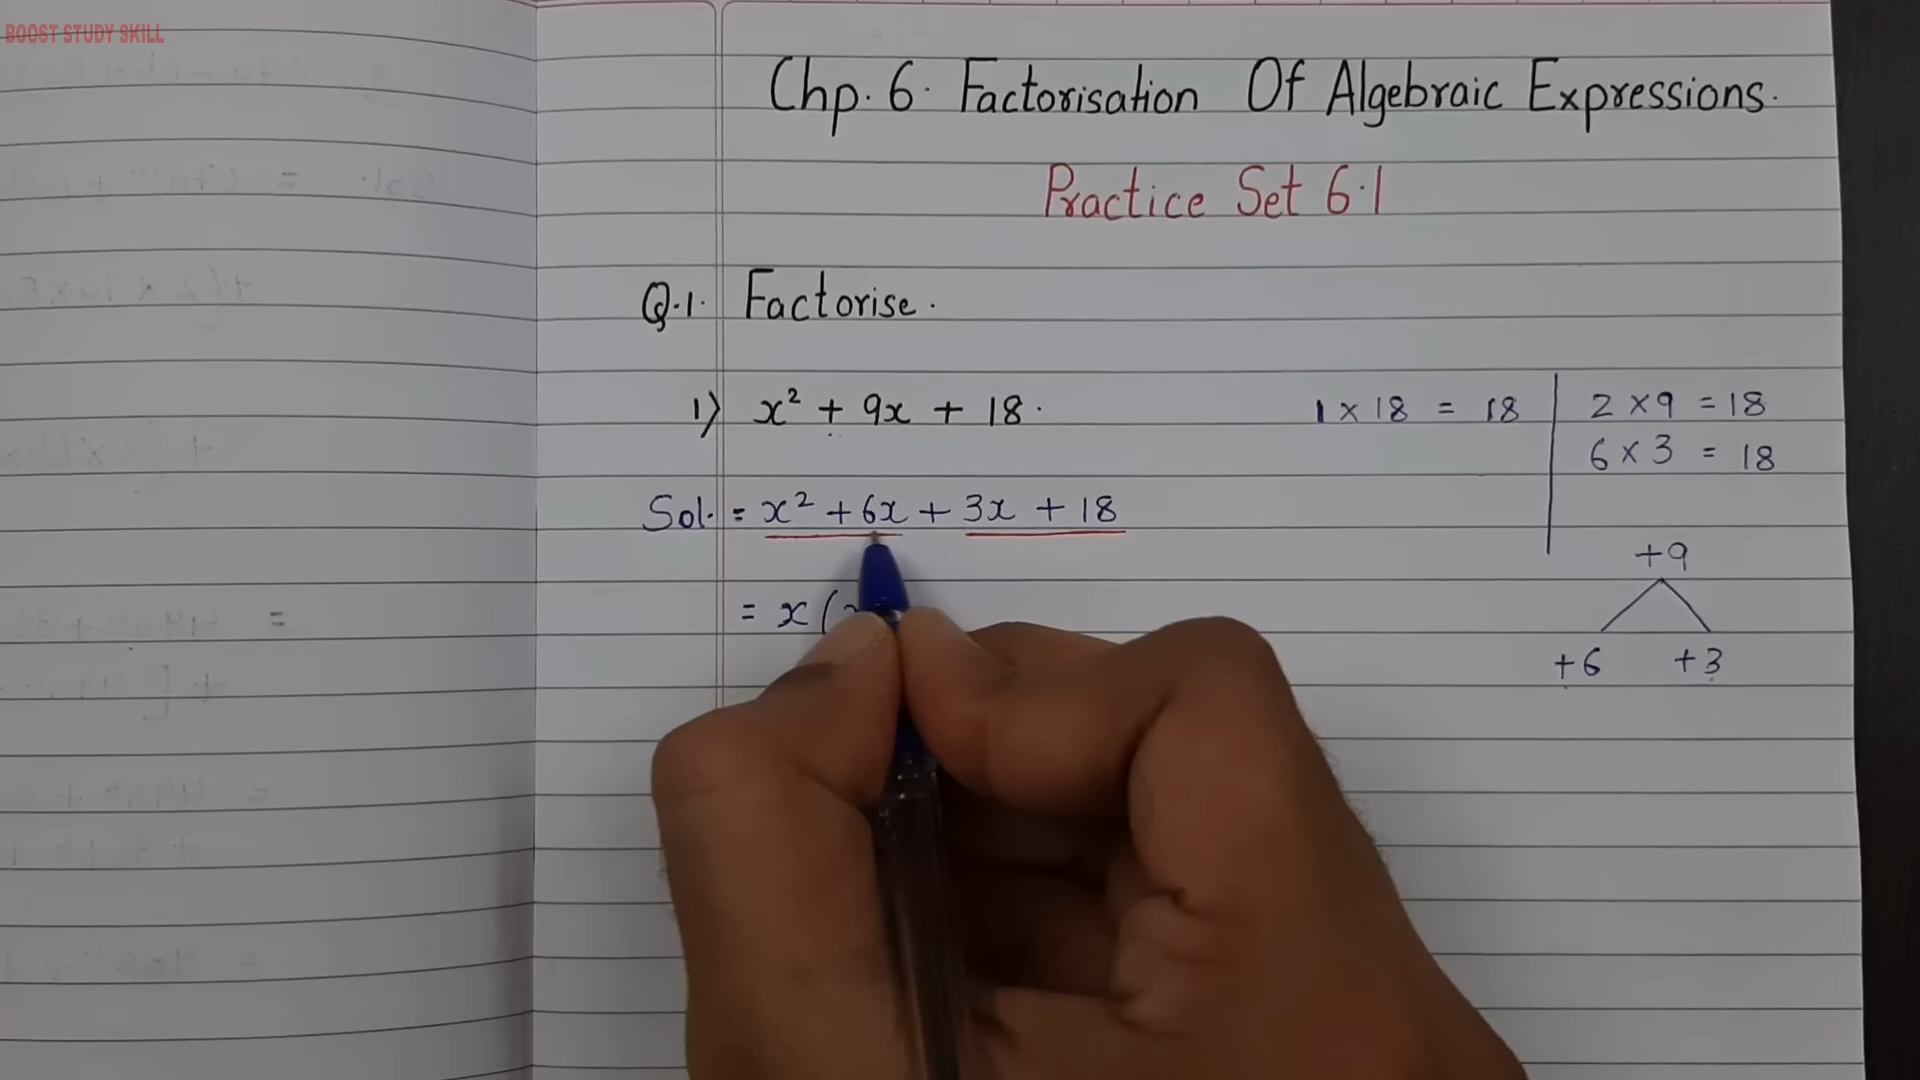 BOOST STUDY SKILL
Chp. 6. Factorisation Of Algebraic Expressions.
Practice Set 6.1
Q.1. Factorise.
1) x² + 9x + 18.
1 x 18 = 18
2 x 9 = 18
6 x 3 = 18
Sol. = x² + 6x + 3x + 18
+9
= x (
+6 +3